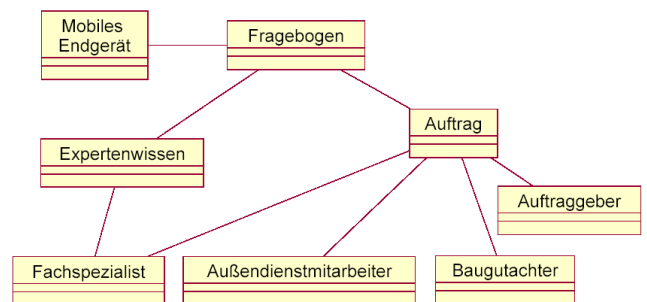 Mobiles
Endgerät
Fragebogen
Auftrag
Expertenwissen
Auftraggeber
Fachspezialist
Außendienstmitarbeiter
Baugutachter